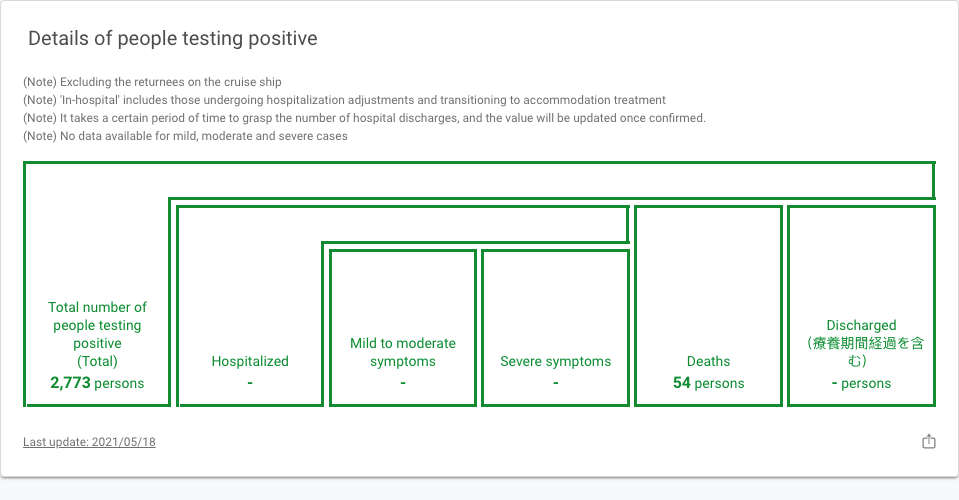 Details of people testing positive
(Note) Excluding the returnees on the cruise ship
(Note) 'In-hospital' includes those undergoing hospitalization adjustments and transitioning to accommodation treatment
(Note) It takes a certain period of time to grasp the number of hospital discharges, and the value will be updated once confirmed.
(Note) No data available for mild, moderate and severe cases
Total number of
people testing
positive
(Total)
2,773 persons
Hospitalized
-
Mild to moderate
symptoms
-
Severe symptoms
-
Deaths
54 persons
Discharged
（療養期間経過を含
む）
- persons
Last update: 2021/05/18